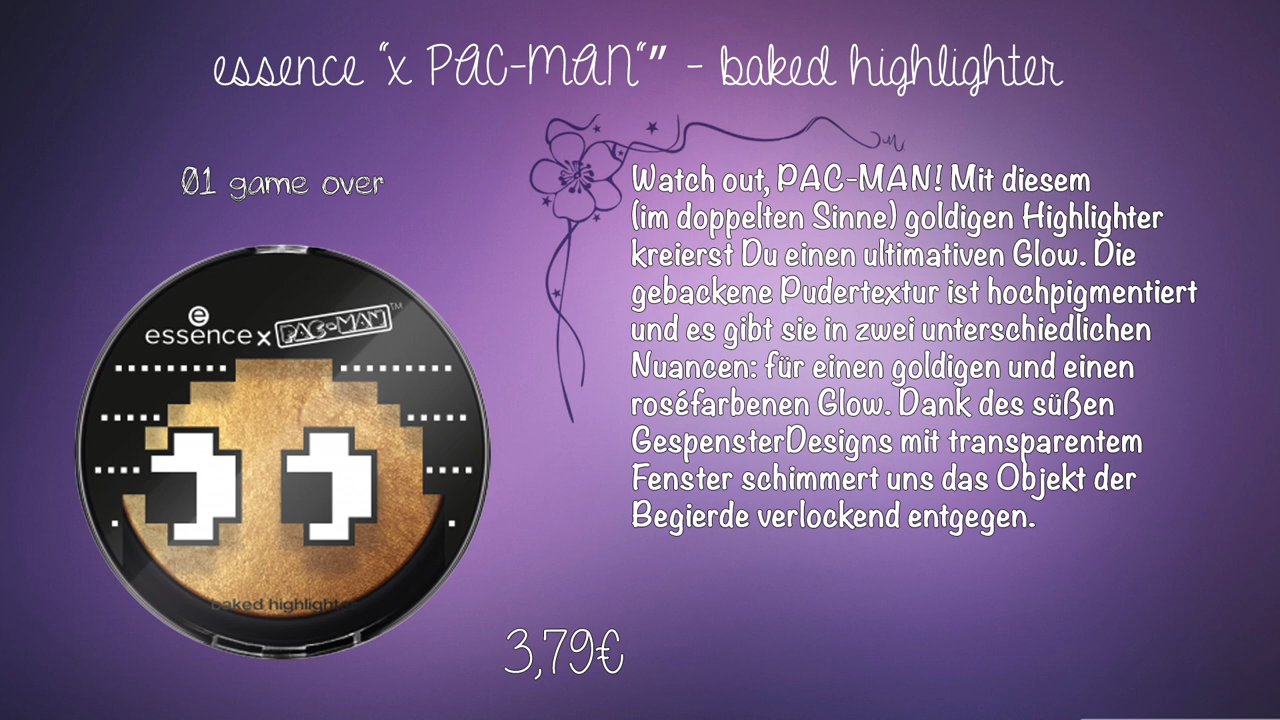 essence “x PAC-MAN“” - baked highlighter
01 game over
Watch out, PAC-MAN! Mit diesem
(im doppelten Sinne) goldigen Highlighter
kreierst Du einen ultimativen Glow. Die
gebackene Pudertextur ist hochpigmentiert
und es gibt sie in zwei unterschiedlichen
Nuancen: für einen goldigen und einen
roséfarbenen Glow. Dank des süßen
GespensterDesigns mit transparentem
Fenster schimmert uns das Objekt der
Begierde verlockend entgegen.
e
essence x PAC-MAN™
baked highlighter
3,79€